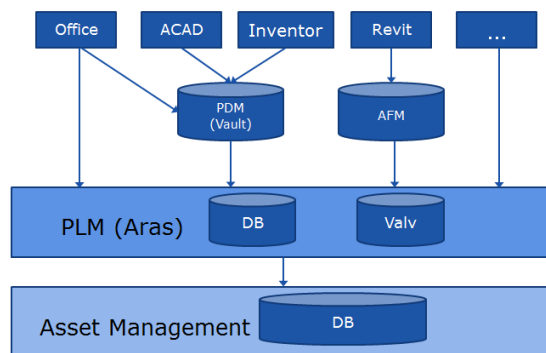 Office
ACAD
Inventor
Revit
...
PDM
(Vault)
AFM
PLM (Aras)
DB
Valv
Asset Management
DB